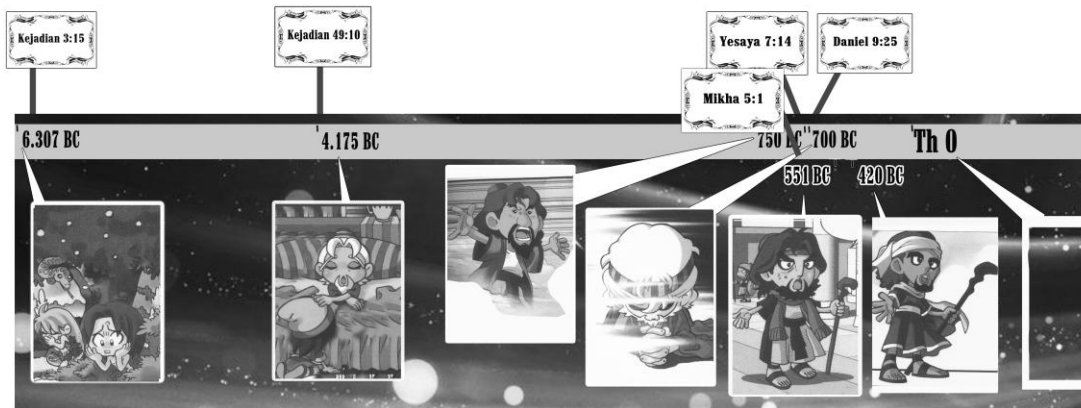 Kejadian 3:15
Kejadian 49:10
Yesaya 7:14
Daniel 9:25
Mikha 5:1
6.307 BC
4.175 BC
750 BC
700 BC
Th 0
551 BC
420 BC